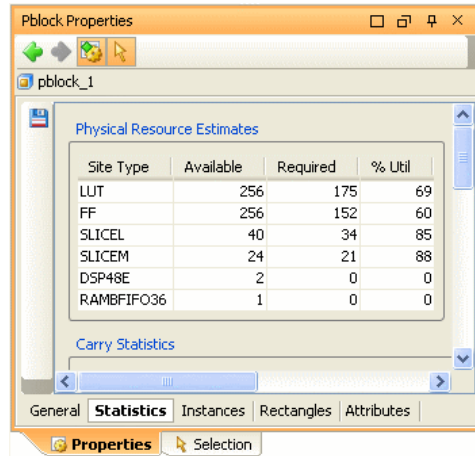 Pblock Properties
pblock_1
Physical Resource Estimates
Site Type Available Required % Util
LUT 256 175 69
FF 256 152 60
SLICEL 40 34 85
SLICEM 24 21 88
DSP48E 2 0 0
RAMBFIFO36 1 0 0
Carry Statistics
General Statistics Instances Rectangles Attributes
Properties Selection